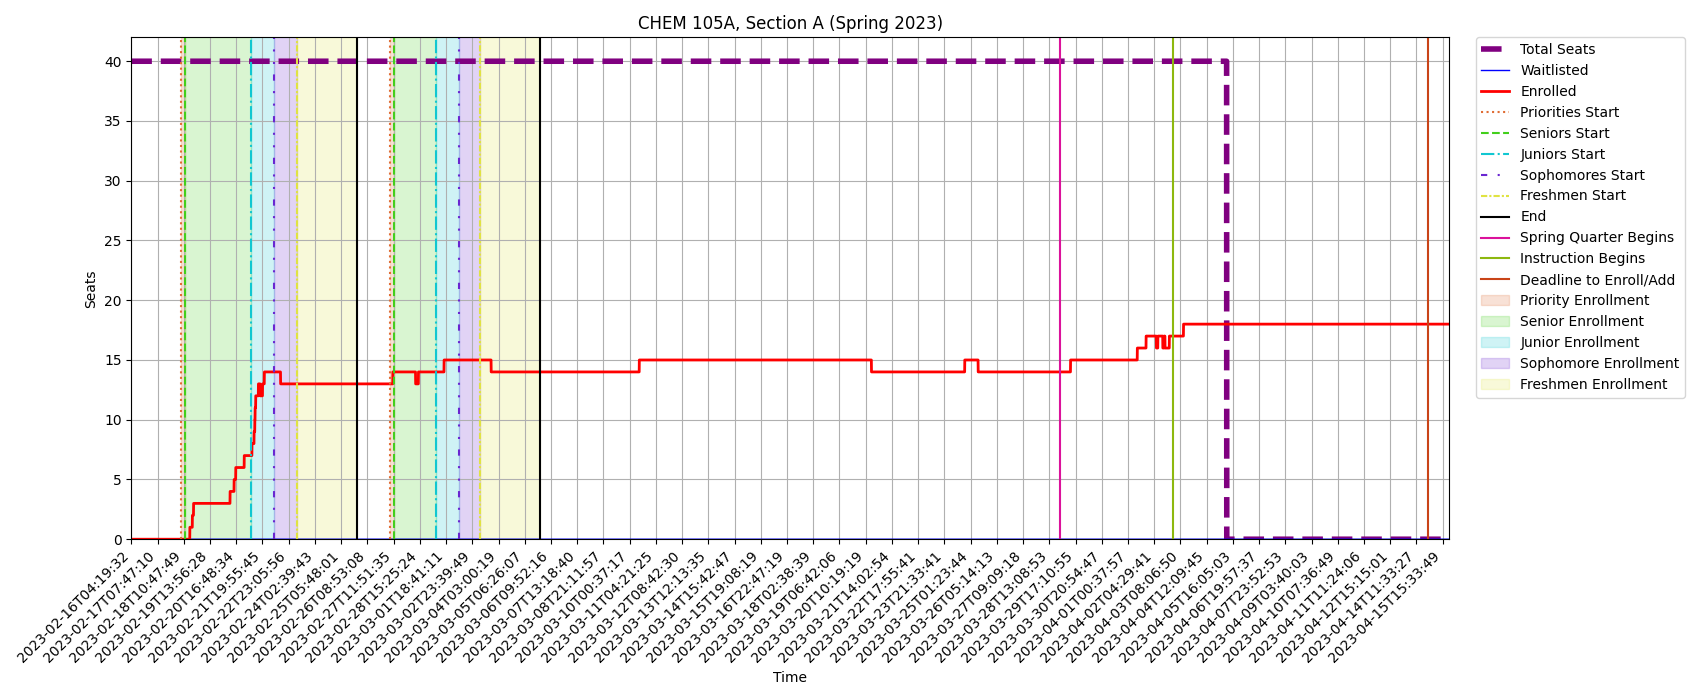 CHEM 105A, Section A (Spring 2023)
Seats
40
35
30
25
20
15
10
5
0
2023-02-16T04:19:32
2023-02-17T07:47:10
2023-02-18T10:47:49
2023-02-19T13:56:28
2023-02-20T16:48:34
2023-02-21T19:55:45
2023-02-22T23:05:56
2023-02-24T02:39:43
2023-02-25T05:48:01
2023-02-26T08:53:08
2023-02-27T11:51:35
2023-02-28T15:25:24
2023-03-01T18:41:11
2023-03-02T23:39:49
2023-03-04T03:00:19
2023-03-05T06:26:07
2023-03-06T09:52:16
2023-03-07T13:18:40
2023-03-08T21:11:57
2023-03-10T00:37:17
2023-03-11T04:21:25
2023-03-12T08:42:30
2023-03-13T12:13:35
2023-03-14T15:42:47
2023-03-15T19:08:19
2023-03-16T22:47:19
2023-03-18T02:38:39
2023-03-19T06:42:06
2023-03-20T10:19:19
2023-03-21T14:02:54
2023-03-22T17:55:41
2023-03-23T21:33:41
2023-03-25T01:23:44
2023-03-26T05:14:13
2023-03-27T09:09:18
2023-03-28T13:08:53
2023-03-29T17:10:55
2023-03-30T20:54:47
2023-04-01T00:37:57
2023-04-02T04:29:41
2023-04-03T08:06:50
2023-04-04T12:09:45
2023-04-05T16:05:03
2023-04-06T19:57:37
2023-04-07T23:52:53
2023-04-09T03:40:03
2023-04-10T07:36:49
2023-04-11T11:24:06
2023-04-12T15:15:01
2023-04-14T11:33:27
2023-04-15T15:33:49
Time
Total Seats
Waitlisted
Enrolled
Priorities Start
Seniors Start
Juniors Start
Sophomores Start
Freshmen Start
End
Spring Quarter Begins
Instruction Begins
Deadline to Enroll/Add
Priority Enrollment
Senior Enrollment
Junior Enrollment
Sophomore Enrollment
Freshmen Enrollment